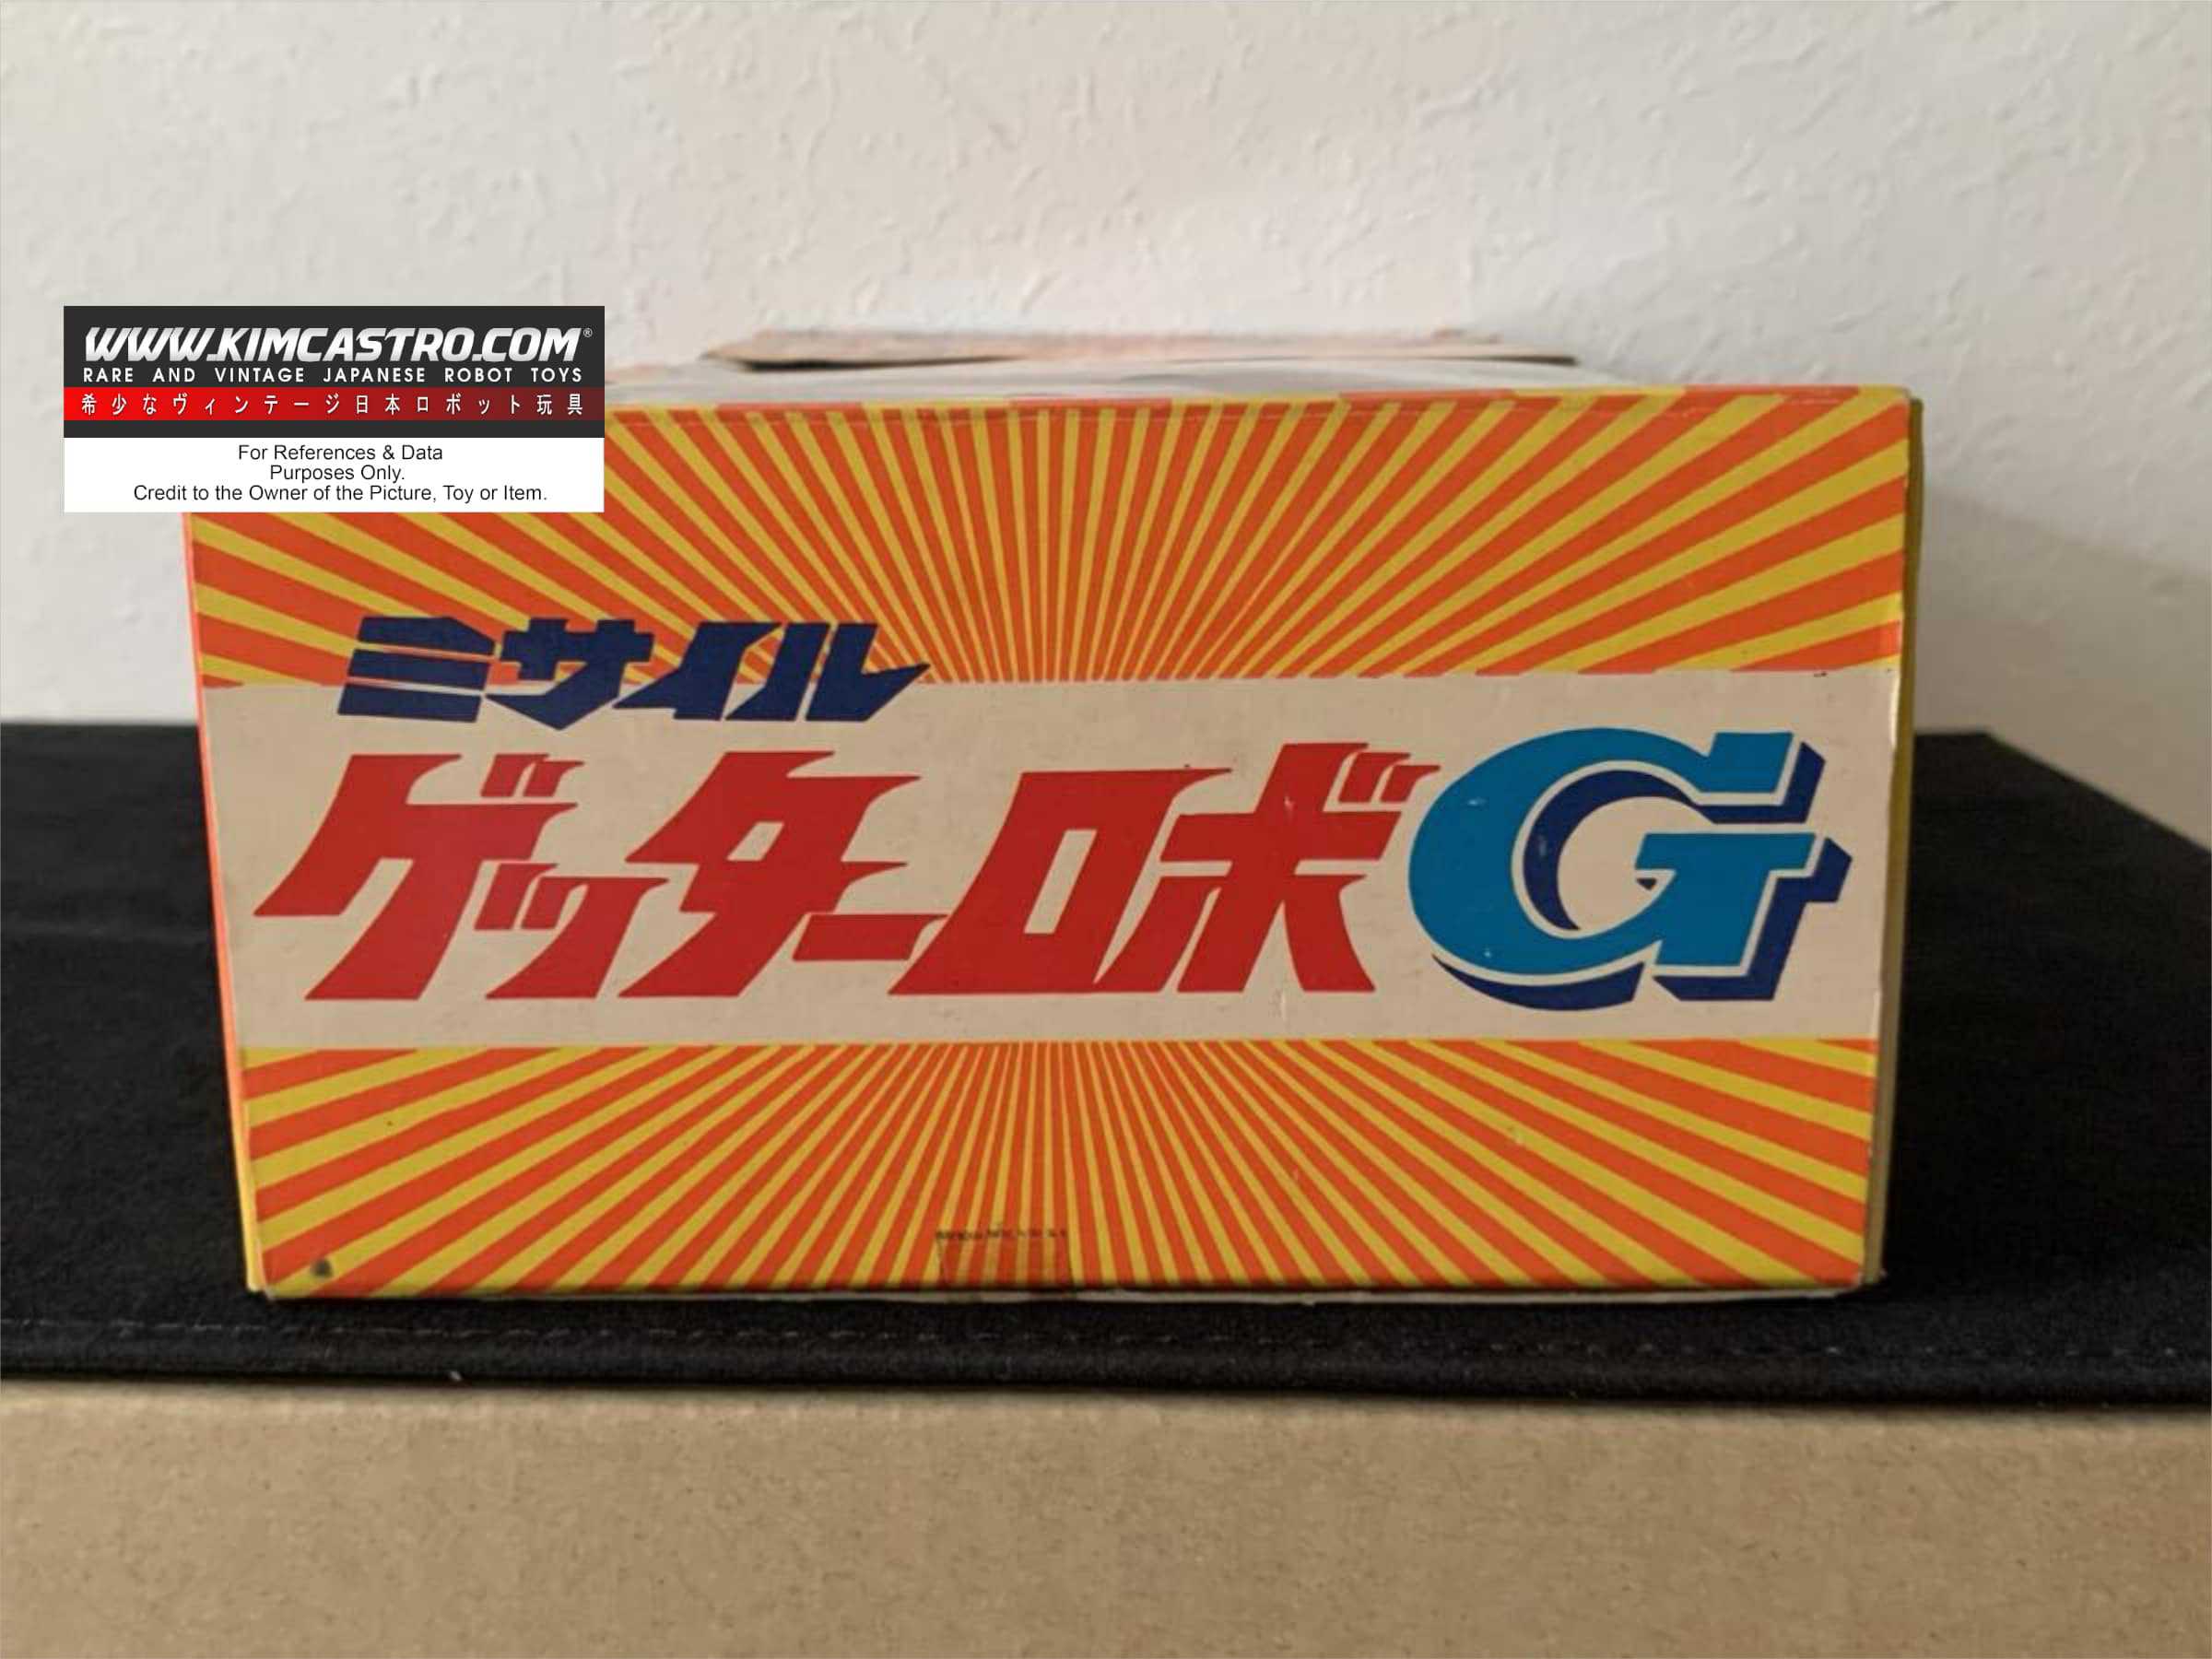 WWW.KIMCASTRO.COM®
RARE AND VINTAGE JAPANESE ROBOT TOYS
希少なヴィンテージ日本ロボット玩具
For References & Data
Purposes Only.
Credit to the Owner of the Picture, Toy or Item.
ミサイル
ゲッターロボG